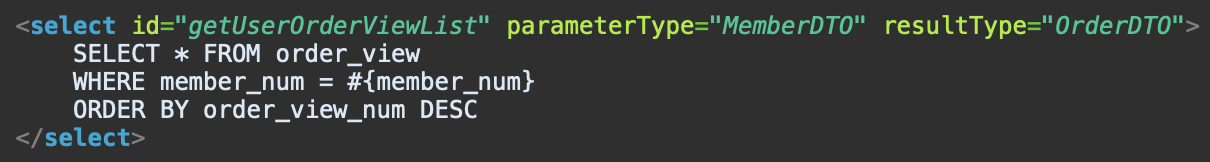 <select id="getUserOrderViewList" parameterType="MemberDTO" resultType="OrderDTO">
SELECT * FROM order_view
WHERE member_num = #{member_num}
ORDER BY order_view_num DESC
</select>